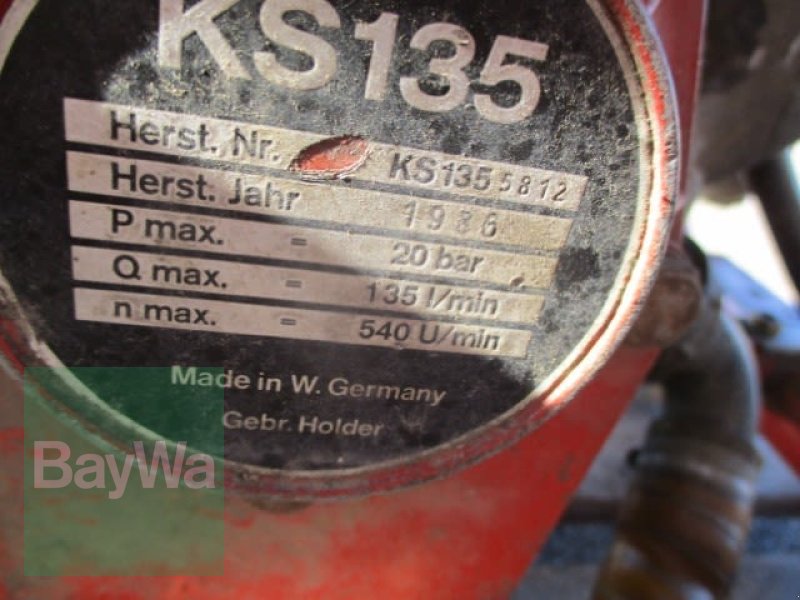 KS135
Herst. Nr. KS135 5812
Herst. Jahr 1986
P max. = 20 bar
Q max. = 135 l/min
n max. = 540 U/min
Made in W. Germany
Gebr. Holder
BayWa